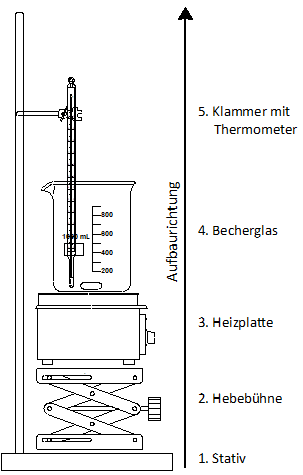 5. Klammer mit
Thermometer
800
1000 mL
600
400
200
4. Becherglas
Aufbaurichtung
3. Heizplatte
2. Hebebühne
1. Stativ